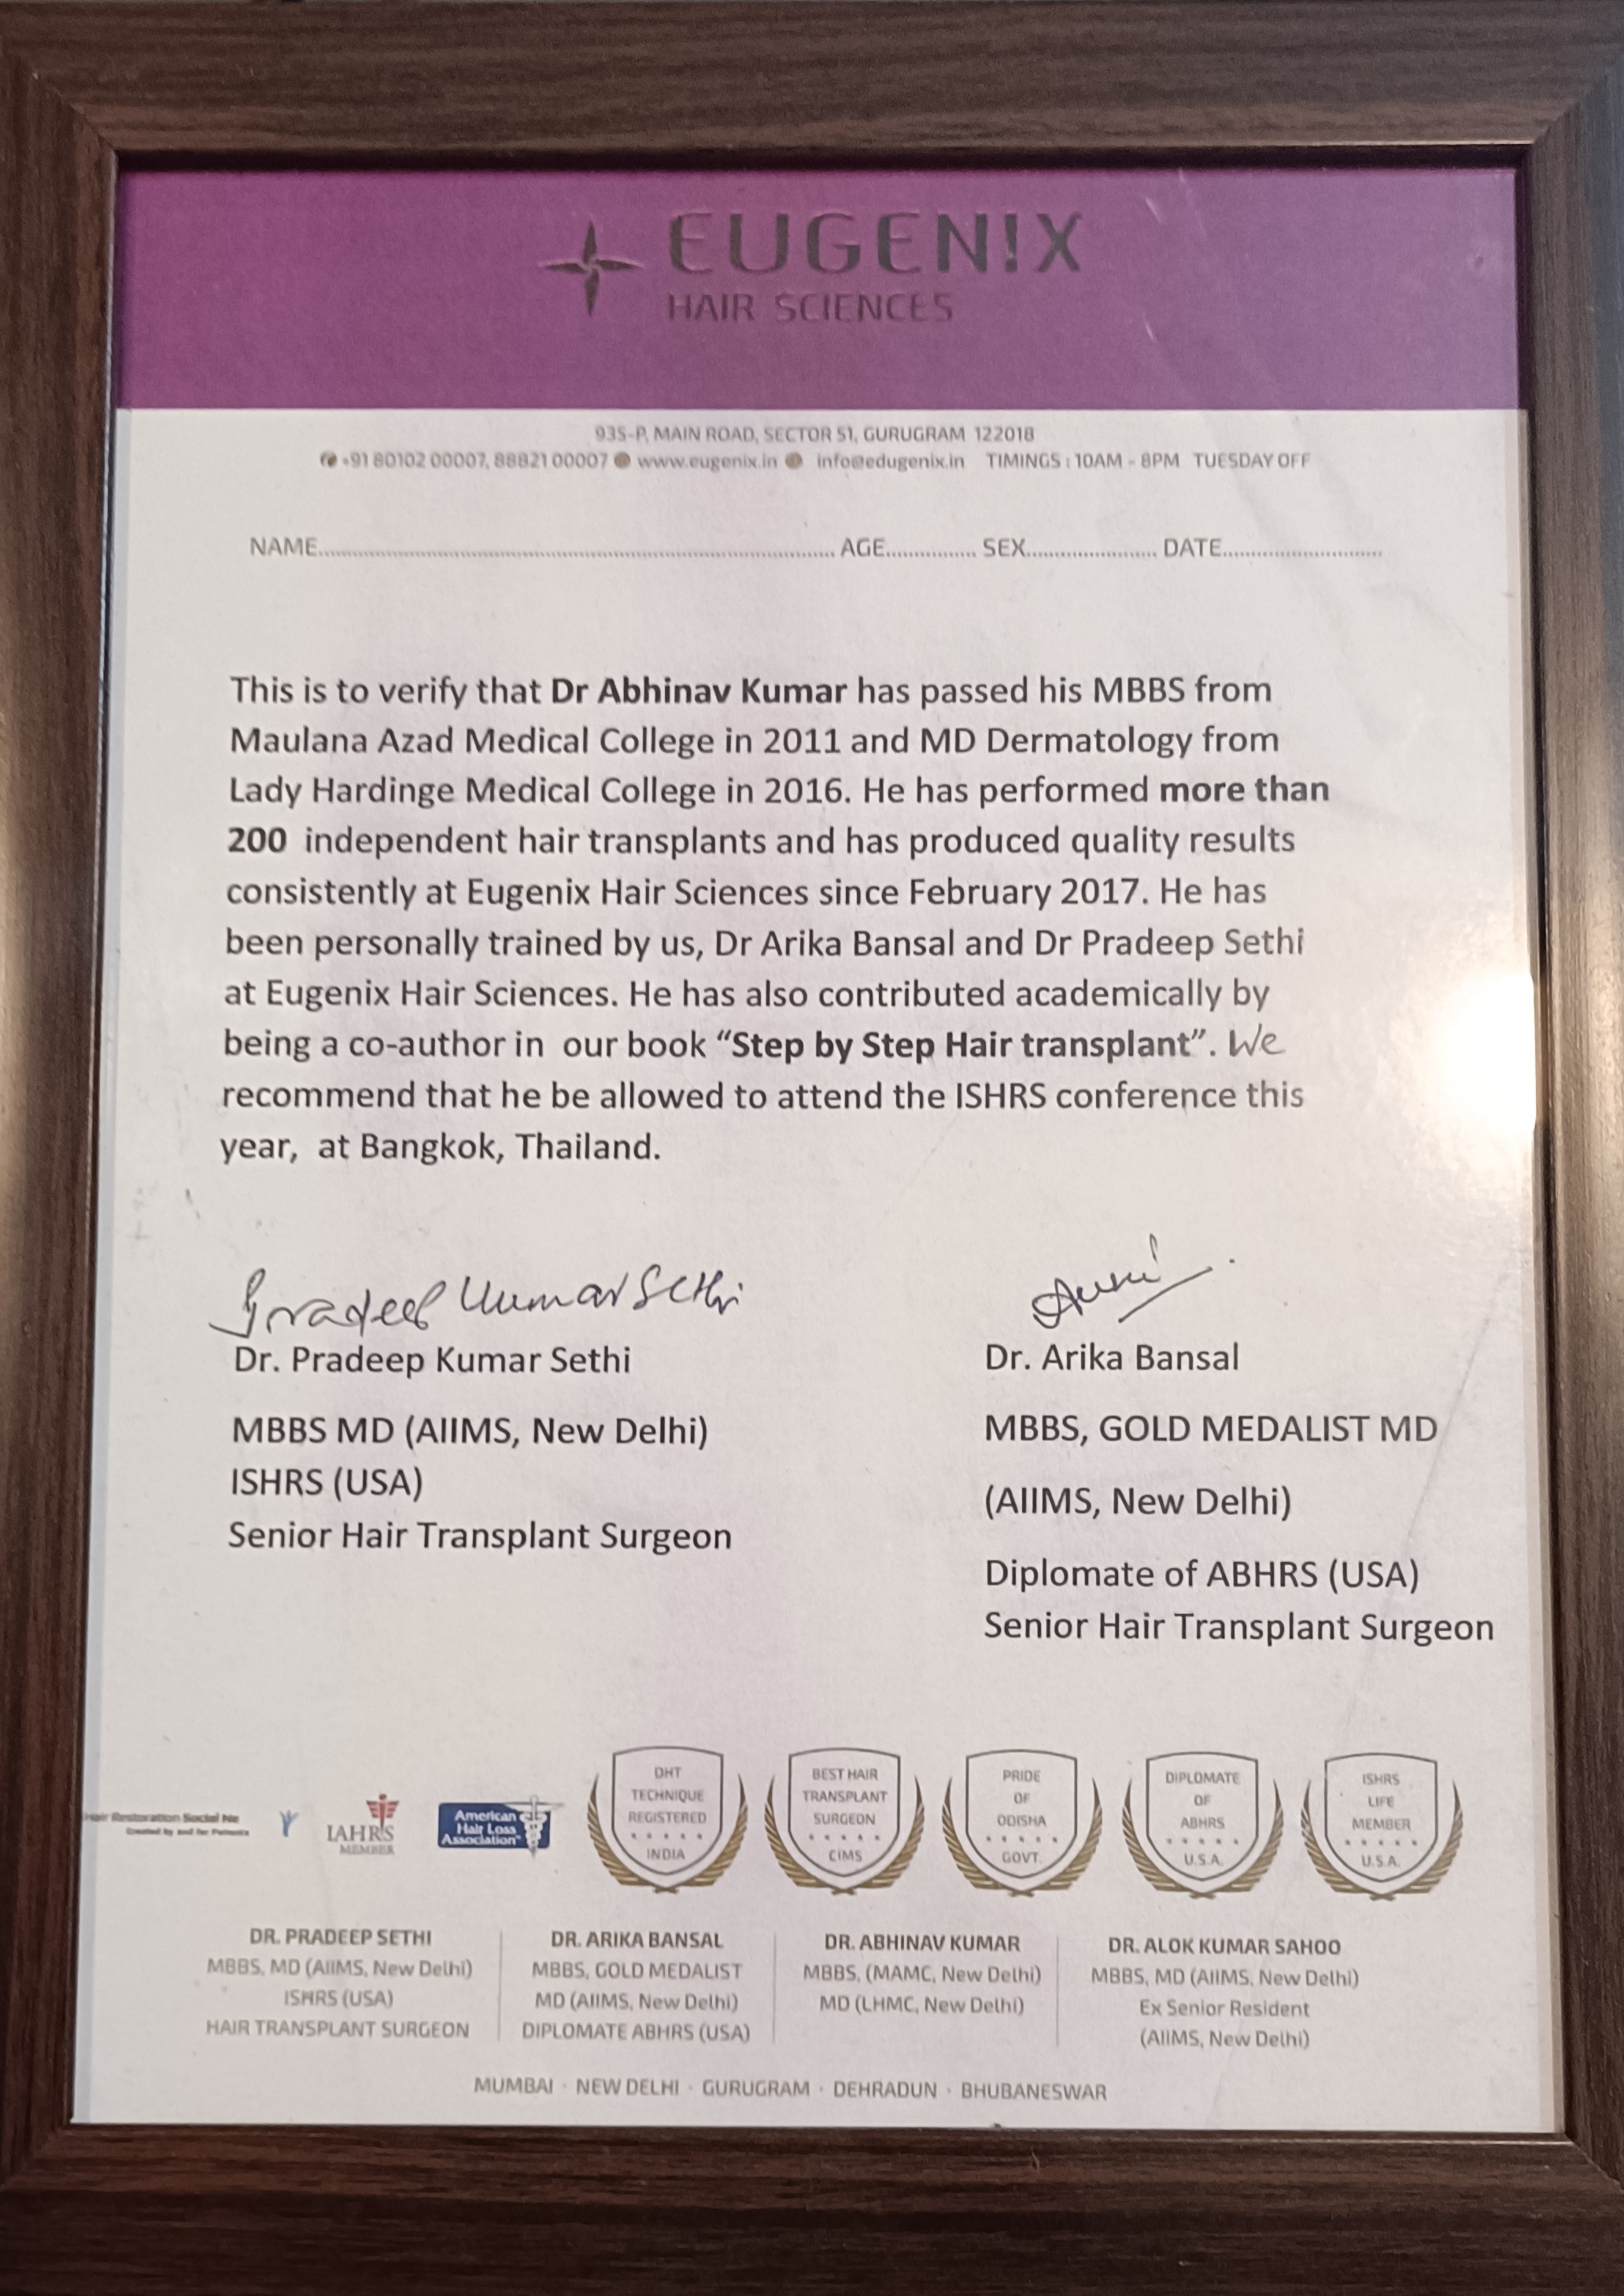 EUGEN!X
HAIR SCIENCES
935-P, MAIN ROAD, SECTOR 51, GURUGRAM 122018
+91 80102 00007, 88821 00007 www.eugenix.in info@edugenix.in TIMINGS : 10AM - 8PM TUESDAY OFF
NAME.......................... AGE.............. SEX...................... DATE...........................
This is to verify that Dr Abhinav Kumar has passed his MBBS from
Maulana Azad Medical College in 2011 and MD Dermatology from
Lady Hardinge Medical College in 2016. He has performed more than
200 independent hair transplants and has produced quality results
consistently at Eugenix Hair Sciences since February 2017. He has
been personally trained by us, Dr Arika Bansal and Dr Pradeep Sethi
at Eugenix Hair Sciences. He has also contributed academically by
being a co-author in our book “Step by Step Hair transplant”. We
recommend that he be allowed to attend the ISHRS conference this
year, at Bangkok, Thailand.
Pradeep Kumar Sethi
Dr. Pradeep Kumar Sethi
MBBS MD (AIIMS, New Delhi)
ISHRS (USA)
Senior Hair Transplant Surgeon
Dr. Arika Bansal
MBBS, GOLD MEDALIST MD
(AIIMS, New Delhi)
Diplomate of ABHRS (USA)
Senior Hair Transplant Surgeon
Hair Restoration Social Ne
Created by and for Patients
IAHRS
MEMBER
American
Hair Loss
Association
DHT
TECHNIQUE
REGISTERED
INDIA
BEST HAIR
TRANSPLANT
SURGEON
CIMS
PRIDE
OF
ODISHA
GOVT.
DIPLOMATE
OF
ABHRS
U.S.A.
ISHRS
LIFE
MEMBER
U.S.A.
DR. PRADEEP SETHI
MBBS, MD (AIIMS, New Delhi)
ISHRS (USA)
HAIR TRANSPLANT SURGEON
DR. ARIKA BANSAL
MBBS, GOLD MEDALIST
MD (AIIMS, New Delhi)
DIPLOMATE ABHRS (USA)
DR. ABHINAV KUMAR
MBBS, (MAMC, New Delhi)
MD (LHMC, New Delhi)
DR. ALOK KUMAR SAHOO
MBBS, MD (AIIMS, New Delhi)
Ex Senior Resident
(AIIMS, New Delhi)
MUMBAI · NEW DELHI · GURUGRAM · DEHRADUN · BHUBANESWAR